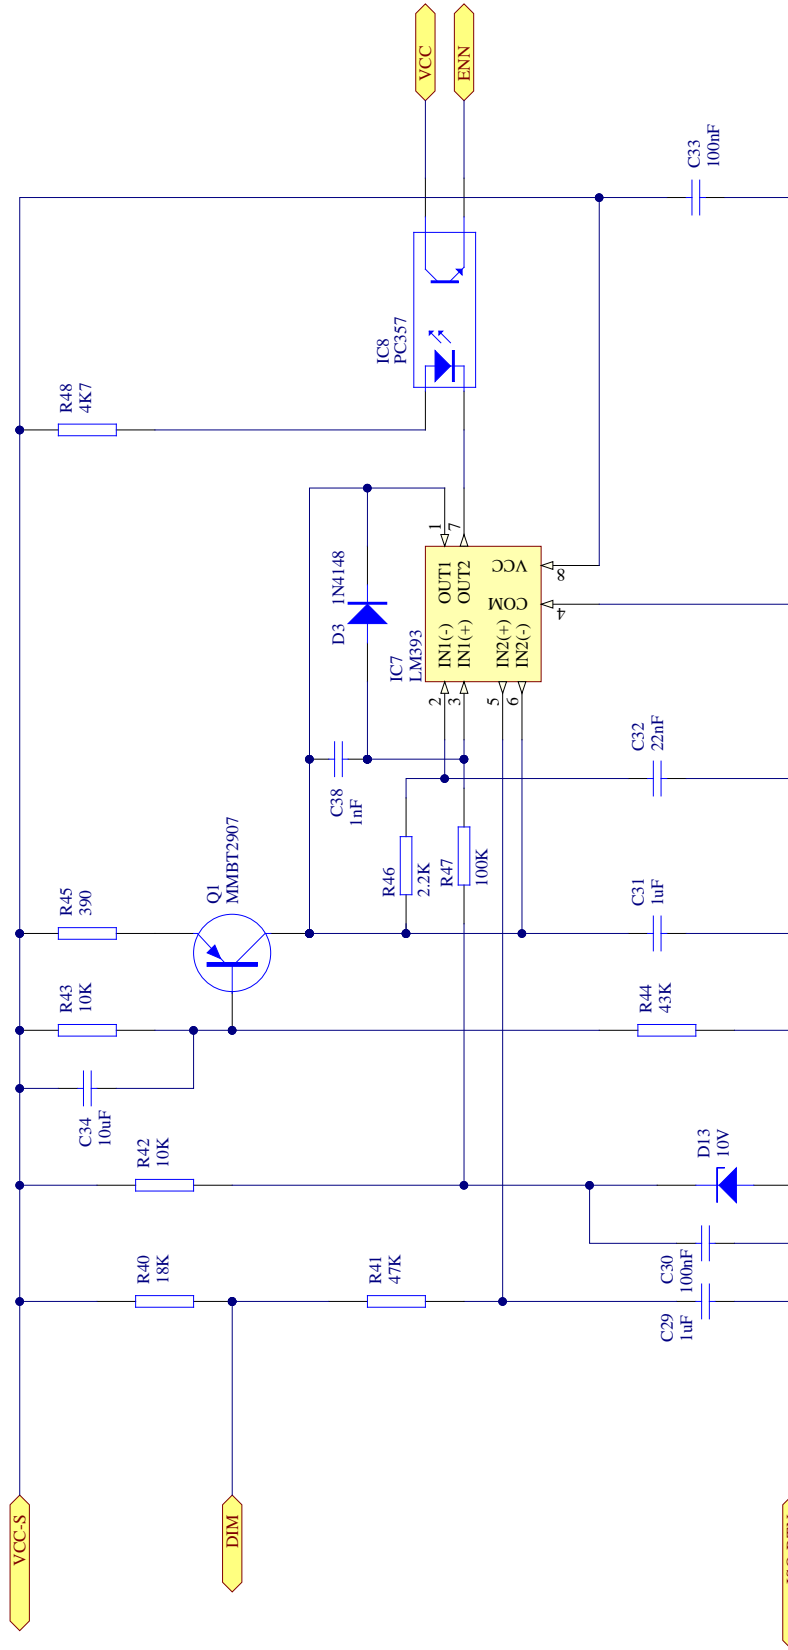 VCC
ENN
C33
100nF
IC8
PC357
R48
4K7
1
7
D3
1N4148
IC7
LM393
OUT1
OUT2
VCC
COM
8
4
IN1(-)
IN1(+)
IN2(+)
IN2(-)
2
3
5
6
C38
1nF
C32
22nF
Q1
MMBT2907
R46
2.2K
R47
100K
R45
390
C31
1uF
R43
10K
R44
43K
C34
10uF
R42
10K
D13
10V
R40
18K
R41
47K
C30
100nF
C29
1uF
VCC-S
DIM